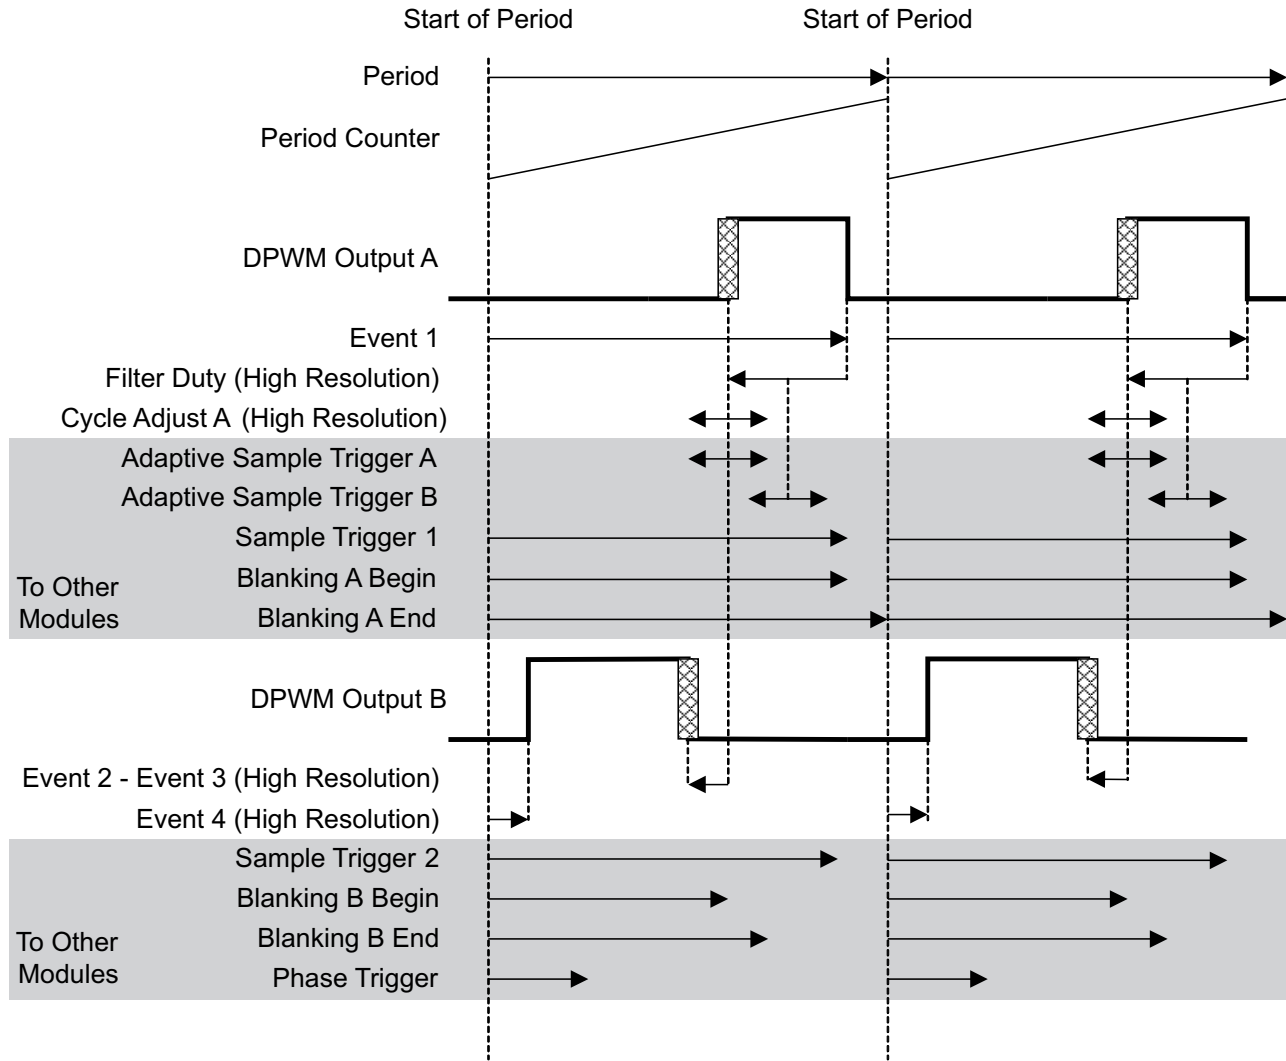 Start of Period
Start of Period
Period
Period Counter
DPWM Output A
Event 1
Filter Duty (High Resolution)
Cycle Adjust A (High Resolution)
Adaptive Sample Trigger A
Adaptive Sample Trigger B
Sample Trigger 1
Blanking A Begin
Blanking A End
To Other
Modules
DPWM Output B
Event 2 - Event 3 (High Resolution)
Event 4 (High Resolution)
Sample Trigger 2
Blanking B Begin
Blanking B End
Phase Trigger
To Other
Modules